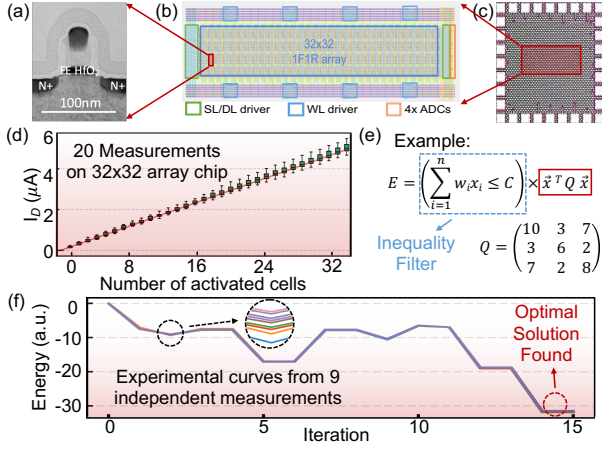 (a)
FE HfO₂
N+
N+
100nm
(b)
32x32
1F1R array
SL/DL driver
WL driver
4x ADCs
(c)
(d)
20 Measurements
on 32x32 array chip
I_D (μA)
6
4
2
0
0 8 16 24 32
Number of activated cells
(e)
Example:
E = (∑ⁿᵢ₌₁ wᵢxᵢ ≤ C) × x⃗ᵀ Q x⃗
Inequality
Filter
Q = (10 3 7
3 6 2
7 2 8)
(f)
Energy (a.u.)
0
-10
-20
-30
Experimental curves from 9
independent measurements
Optimal
Solution
Found
0 5 10 15
Iteration